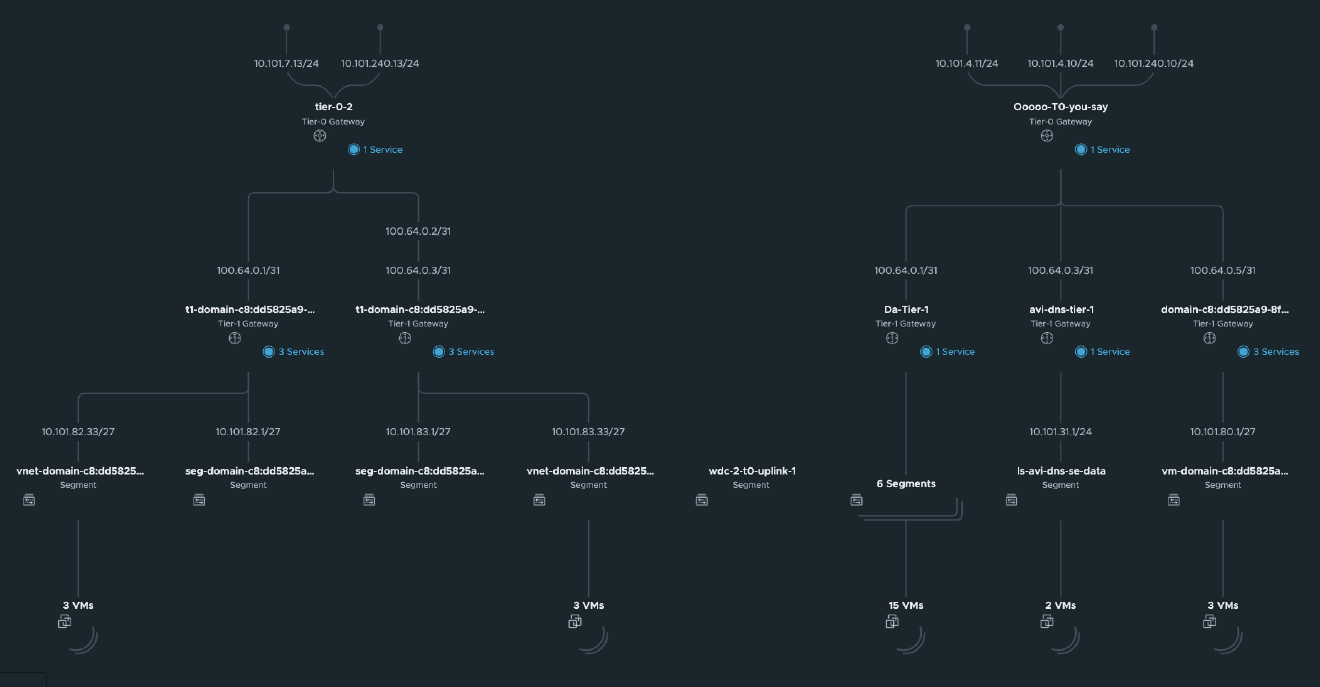 10.101.7.13/24 10.101.240.13/24 10.101.4.11/24 10.101.4.10/24 10.101.240.10/24
tier-0-2 Ooooo-T0-you-say
Tier-0 Gateway Tier-0 Gateway
1 Service 1 Service
100.64.0.2/31
100.64.0.1/31 100.64.0.3/31 100.64.0.1/31 100.64.0.3/31 100.64.0.5/31
t1-domain-c8:dd5825a9-... t1-domain-c8:dd5825a9-... Da-Tier-1 avi-dns-tier-1 domain-c8:dd5825a9-8f...
Tier-1 Gateway Tier-1 Gateway Tier-1 Gateway Tier-1 Gateway Tier-1 Gateway
3 Services 3 Services 1 Service 1 Service 3 Services
10.101.82.33/27 10.101.82.1/27 10.101.83.1/27 10.101.83.33/27 10.101.31.1/24 10.101.80.1/27
vnet-domain-c8:dd5825... seg-domain-c8:dd5825a... seg-domain-c8:dd5825a... vnet-domain-c8:dd5825... wdc-2-t0-uplink-1 ls-avi-dns-se-data vm-domain-c8:dd5825a...
Segment Segment Segment Segment Segment 6 Segments Segment Segment
3 VMs 3 VMs 15 VMs 2 VMs 3 VMs